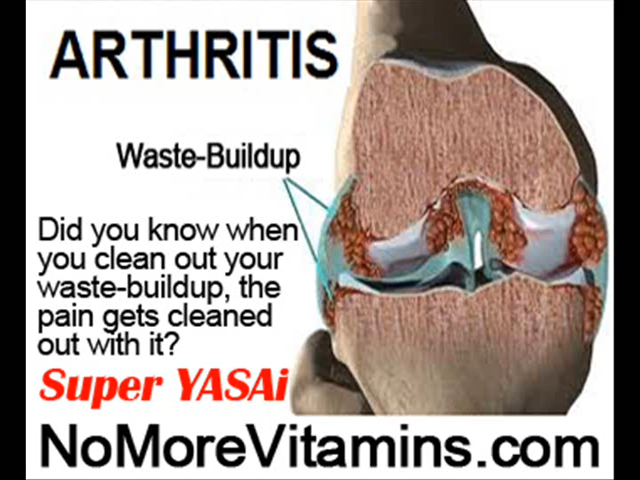 ARTHRITIS
Waste-Buildup
Did you know when
you clean out your
waste-buildup, the
pain gets cleaned
out with it?
Super YASAi
NoMoreVitamins.com